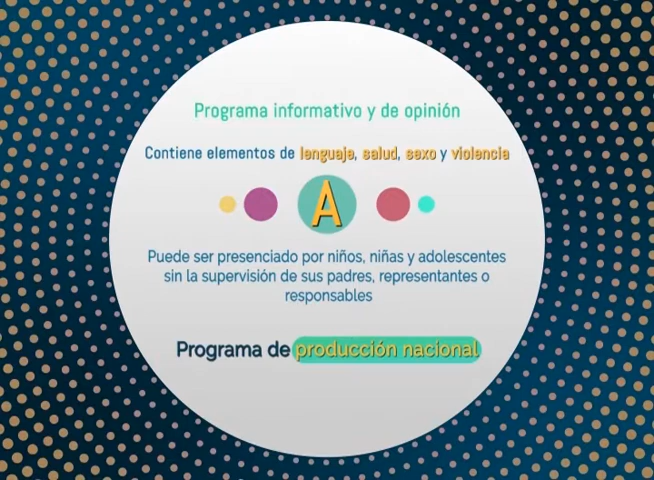 Programa informativo y de opinión
Contiene elementos de lenguaje, salud, sexo y violencia
A
Puede ser presenciado por niños, niñas y adolescentes
sin la supervisión de sus padres, representantes o
responsables
Programa de producción nacional